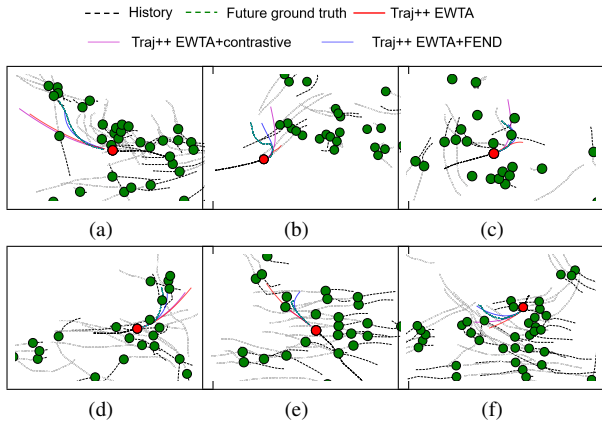 History Future ground truth Traj++ EWTA
Traj++ EWTA+contrastive Traj++ EWTA+FEND
(a) (b) (c)
(d) (e) (f)